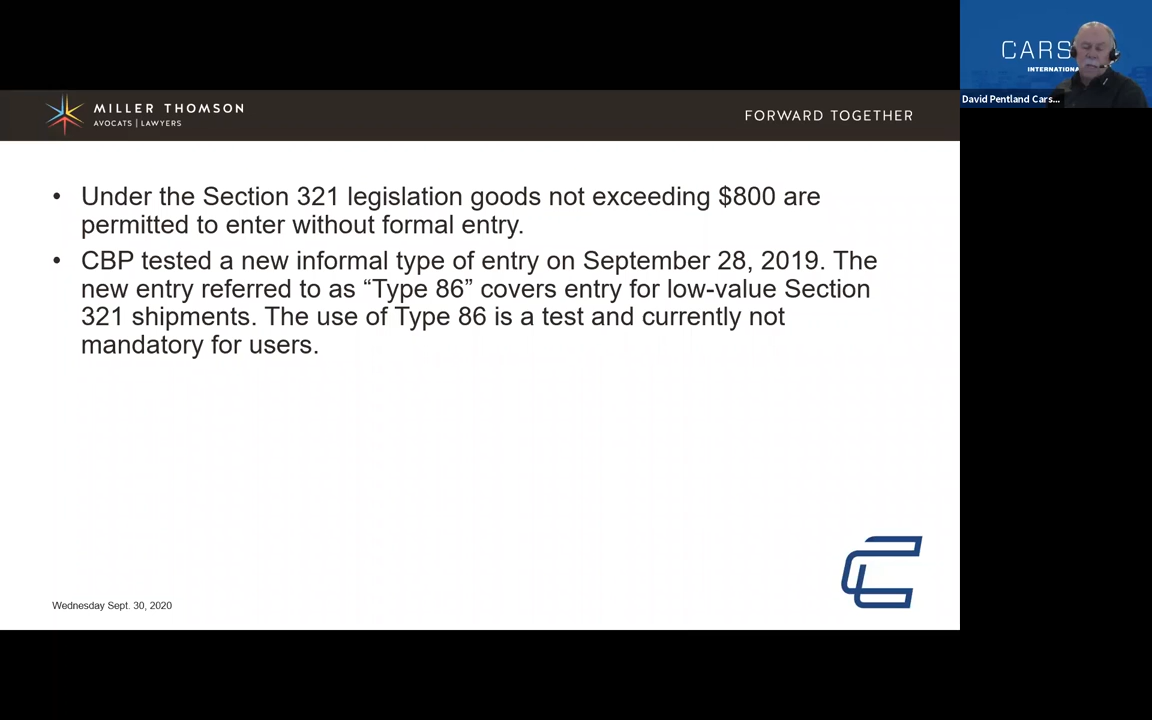 CARS
INTERNATIONA
David Pentland Cars...
MILLER THOMSON
AVOCATS | LAWYERS
FORWARD TOGETHER
• Under the Section 321 legislation goods not exceeding $800 are
permitted to enter without formal entry.
• CBP tested a new informal type of entry on September 28, 2019. The
new entry referred to as “Type 86” covers entry for low-value Section
321 shipments. The use of Type 86 is a test and currently not
mandatory for users.
Wednesday Sept. 30, 2020